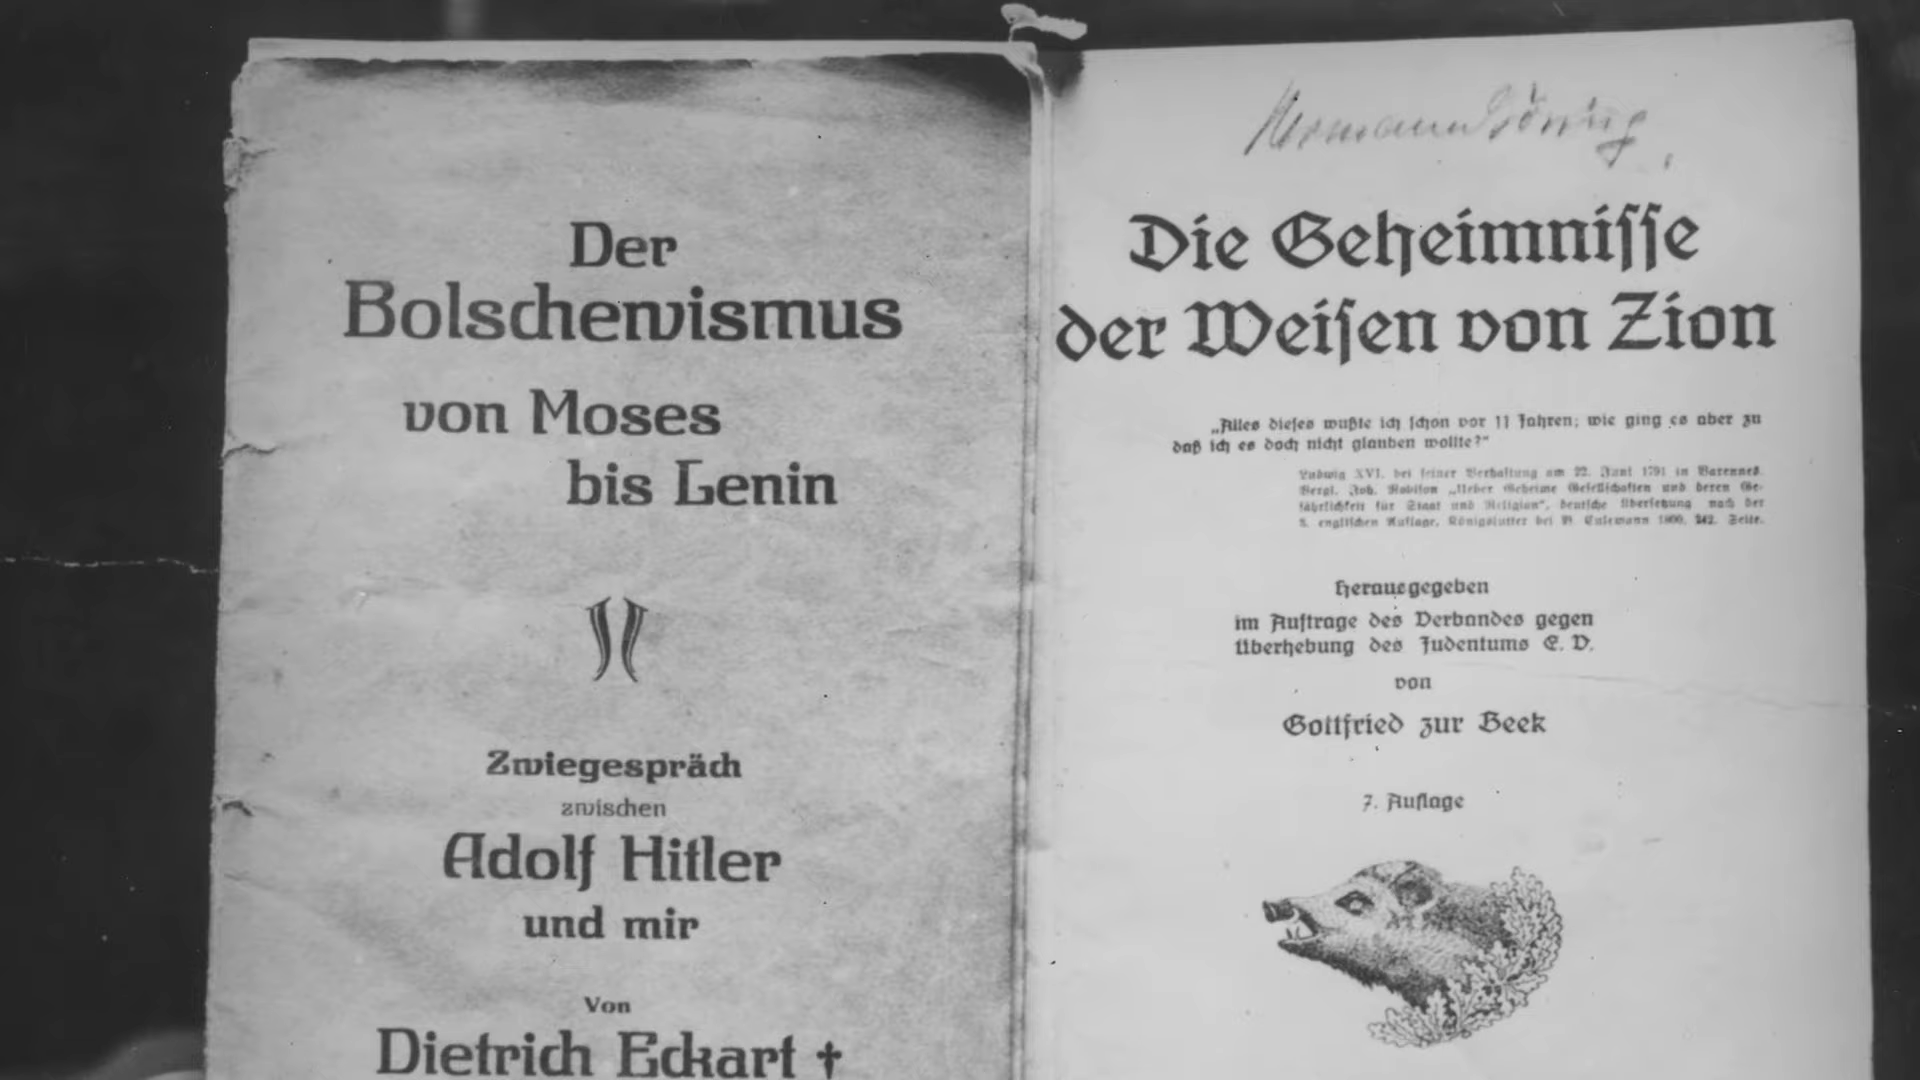 Der
Bolschewismus
von Moses
bis Lenin
Zwiegespräch
zwischen
Adolf Hitler
und mir
Von
Dietrich Eckart †
Die Geheimnisse
der Weisen von Zion
„Alles dieses wußte ich schon vor 11 Jahren; wie ging es aber zu
daß ich es doch nicht glauben wollte?“
Ludwig XVI. bei seiner Verhaftung am 22. Juni 1791 in Varennes.
Vergl. Joh. Robison „Ueber Geheime Gesellschaften und deren Ge-
fährlichkeit für Staat und Religion“, deutsche Übersetzung nach der
englischen Auflage, Königslutter bei B. Culemann 1800, 242. Seite.
Herausgegeben
im Auftrage des Verbandes gegen
Überhebung des Judentums E. V.
von
Gottfried zur Beek
7. Auflage